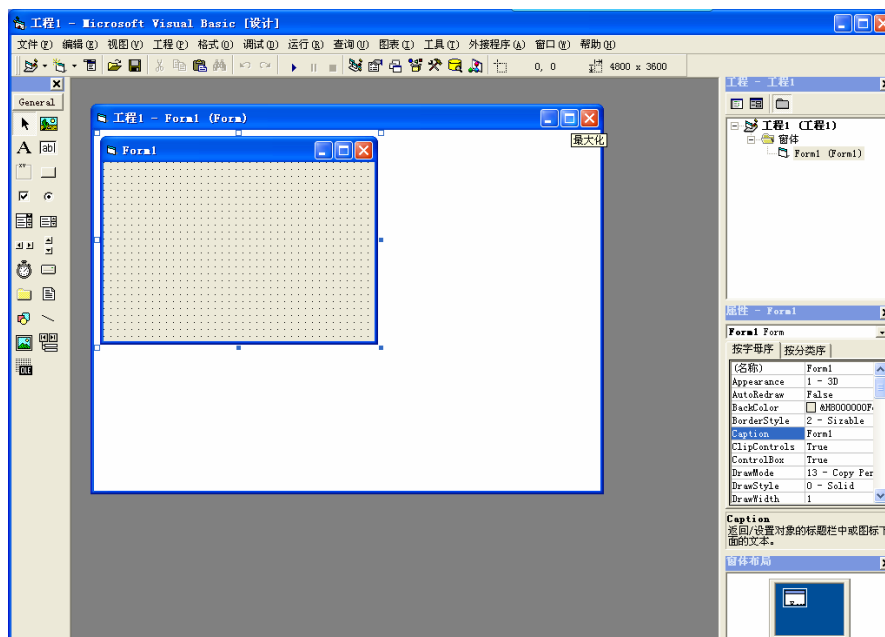 工程1 - Microsoft Visual Basic [设计]
文件(F) 编辑(E) 视图(V) 工程(P) 格式(O) 调试(D) 运行(R) 查询(U) 图表(I) 工具(T) 外接程序(A) 窗口(W) 帮助(H)
0, 0 4800 x 3600
General
A ab|
OLE
工程1 - Form1 (Form)
最大化
Form1
工程 - 工程1
工程1 (工程1)
窗体
Form1 (Form1)
属性 - Form1
Form1 Form
按字母序 按分类序
(名称) Form1
Appearance 1 - 3D
AutoRedraw False
BackColor &H8000000F&
BorderStyle 2 - Sizable
Caption Form1
ClipControls True
ControlBox True
DrawMode 13 - Copy Per
DrawStyle 0 - Solid
DrawWidth 1
Caption
返回/设置对象的标题栏中或图标下
面的文本。
窗体布局